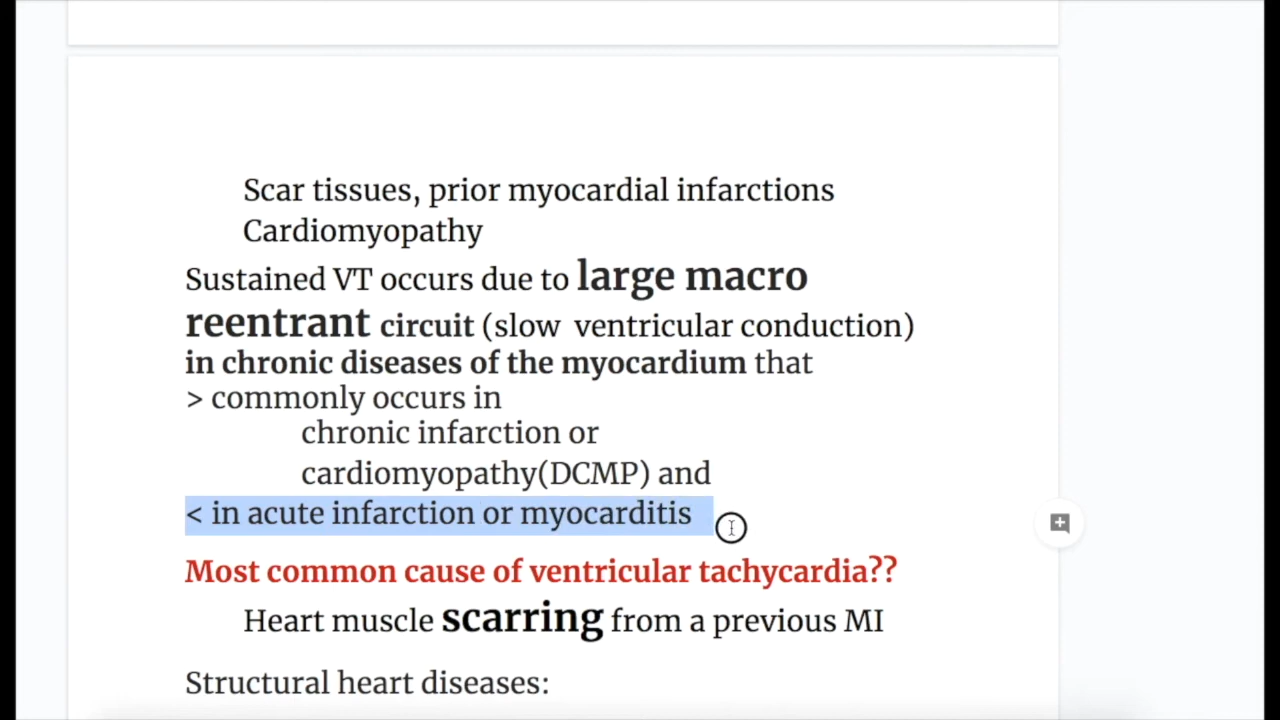 Scar tissues, prior myocardial infarctions
Cardiomyopathy
Sustained VT occurs due to large macro
reentrant circuit (slow ventricular conduction)
in chronic diseases of the myocardium that
> commonly occurs in
chronic infarction or
cardiomyopathy(DCMP) and
< in acute infarction or myocarditis
Most common cause of ventricular tachycardia??
Heart muscle scarring from a previous MI
Structural heart diseases: